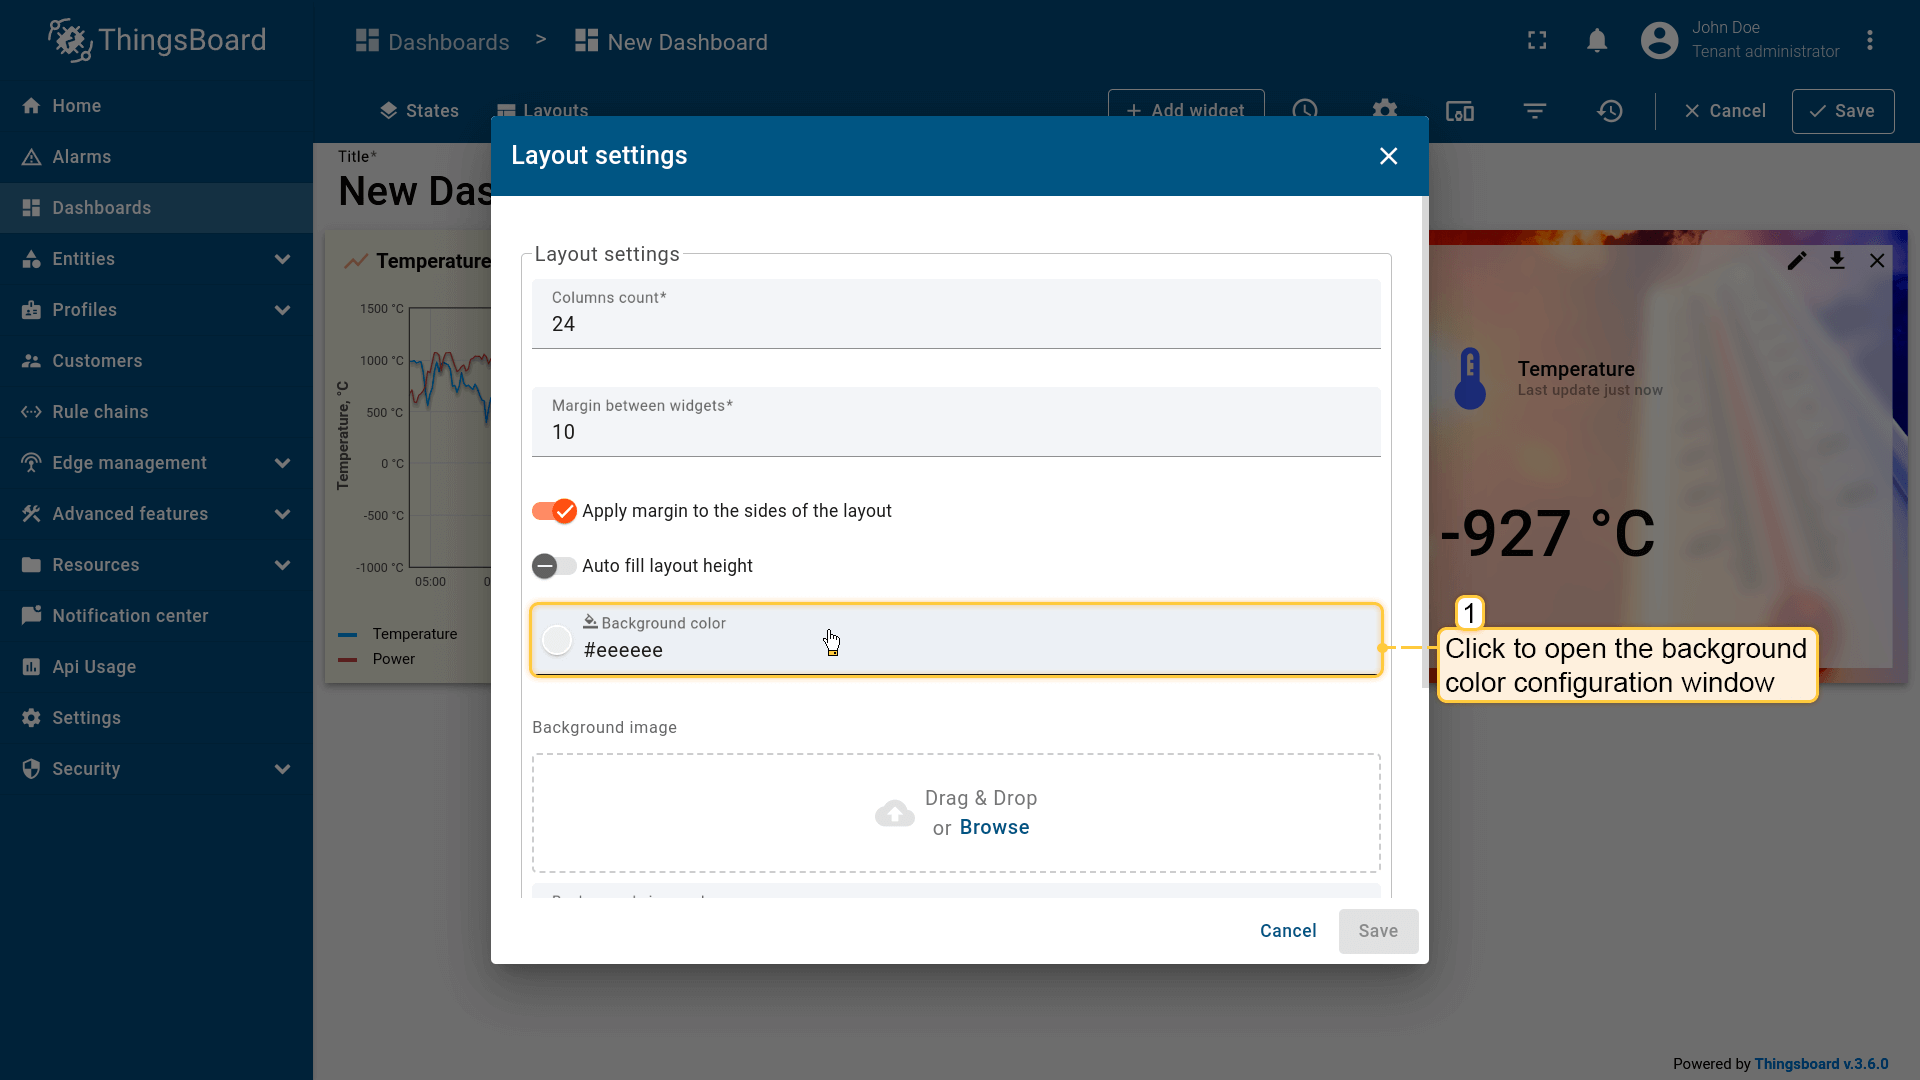 ThingsBoard
Dashboards > New Dashboard
John Doe
Tenant administrator
Home
Alarms
Dashboards
Entities
Profiles
Customers
Rule chains
Edge management
Advanced features
Resources
Notification center
Api Usage
Settings
Security
States
Layouts
+ Add widget
Cancel
Save
Title*
New Das
Temperature
1500 °C
1000 °C
500 °C
0 °C
-500 °C
-1000 °C
Temperature, °C
05:00
0
Temperature
Power
Layout settings
Layout settings
Columns count*
24
Margin between widgets*
10
Apply margin to the sides of the layout
Auto fill layout height
Background color
#eeeeee
Background image
Drag & Drop
or Browse
Cancel
Save
Temperature
Last update just now
-927 °C
1
Click to open the background
color configuration window
Powered by Thingsboard v.3.6.0